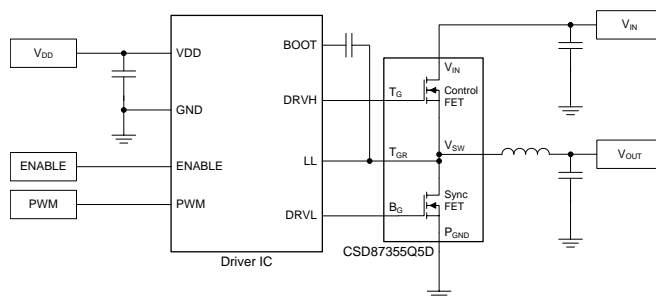 VDD
ENABLE
PWM
VDD
GND
ENABLE
PWM
BOOT
DRVH
LL
DRVL
Driver IC
TG
TGR
BG
VIN
Control
FET
VSW
Sync
FET
PGND
CSD87355Q5D
VIN
VOUT